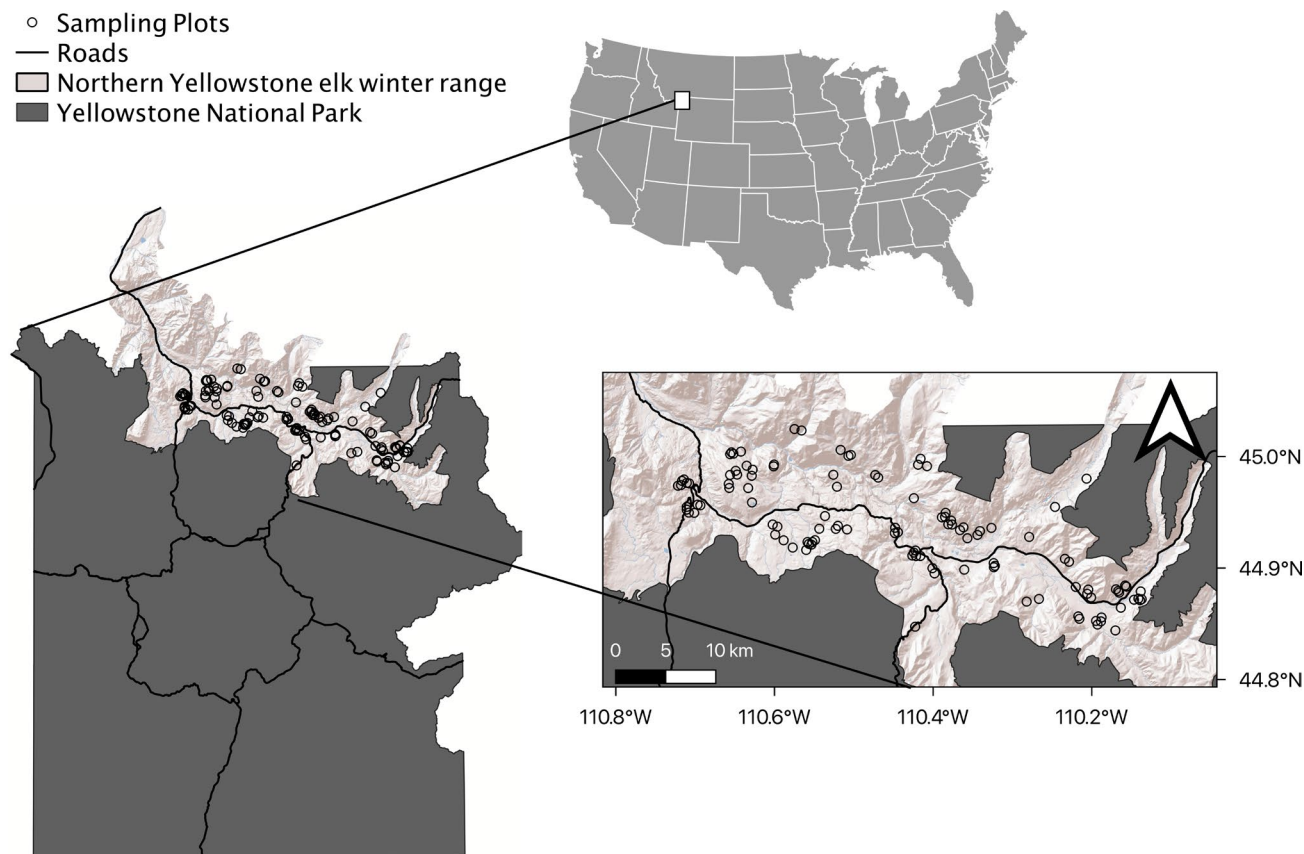 Sampling Plots
Roads
Northern Yellowstone elk winter range
Yellowstone National Park
45.0°N
44.9°N
44.8°N
0 5 10 km
110.8°W 110.6°W 110.4°W 110.2°W